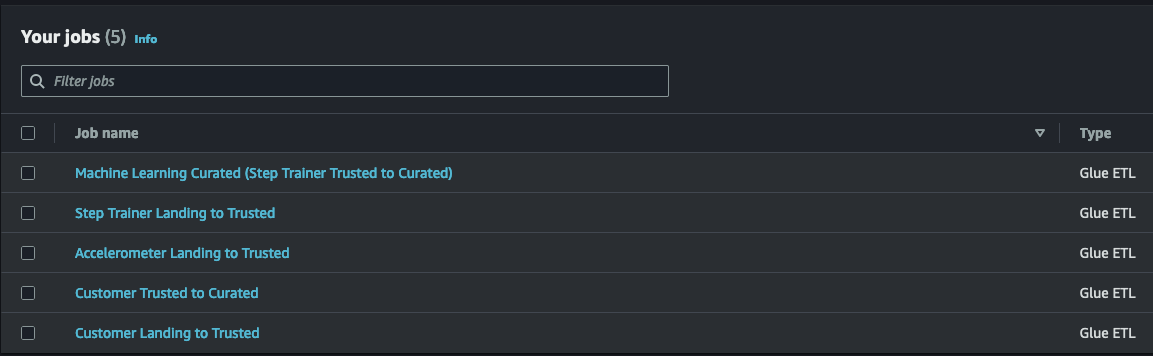 Your jobs (5) Info
Filter jobs
Job name Type
Machine Learning Curated (Step Trainer Trusted to Curated) Glue ETL
Step Trainer Landing to Trusted Glue ETL
Accelerometer Landing to Trusted Glue ETL
Customer Trusted to Curated Glue ETL
Customer Landing to Trusted Glue ETL